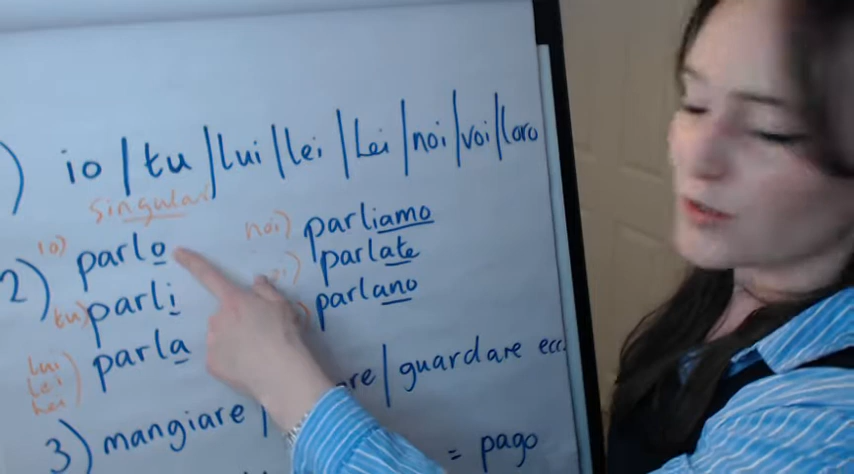 ) io | tu | lui | lei | Lei | noi | voi | loro
singular
2) io) parlo noi) parliamo
tu) parli i) parlate
lui lei Lei) parla ) parlano
3) mangiare | are | guardare ecc.
= pago